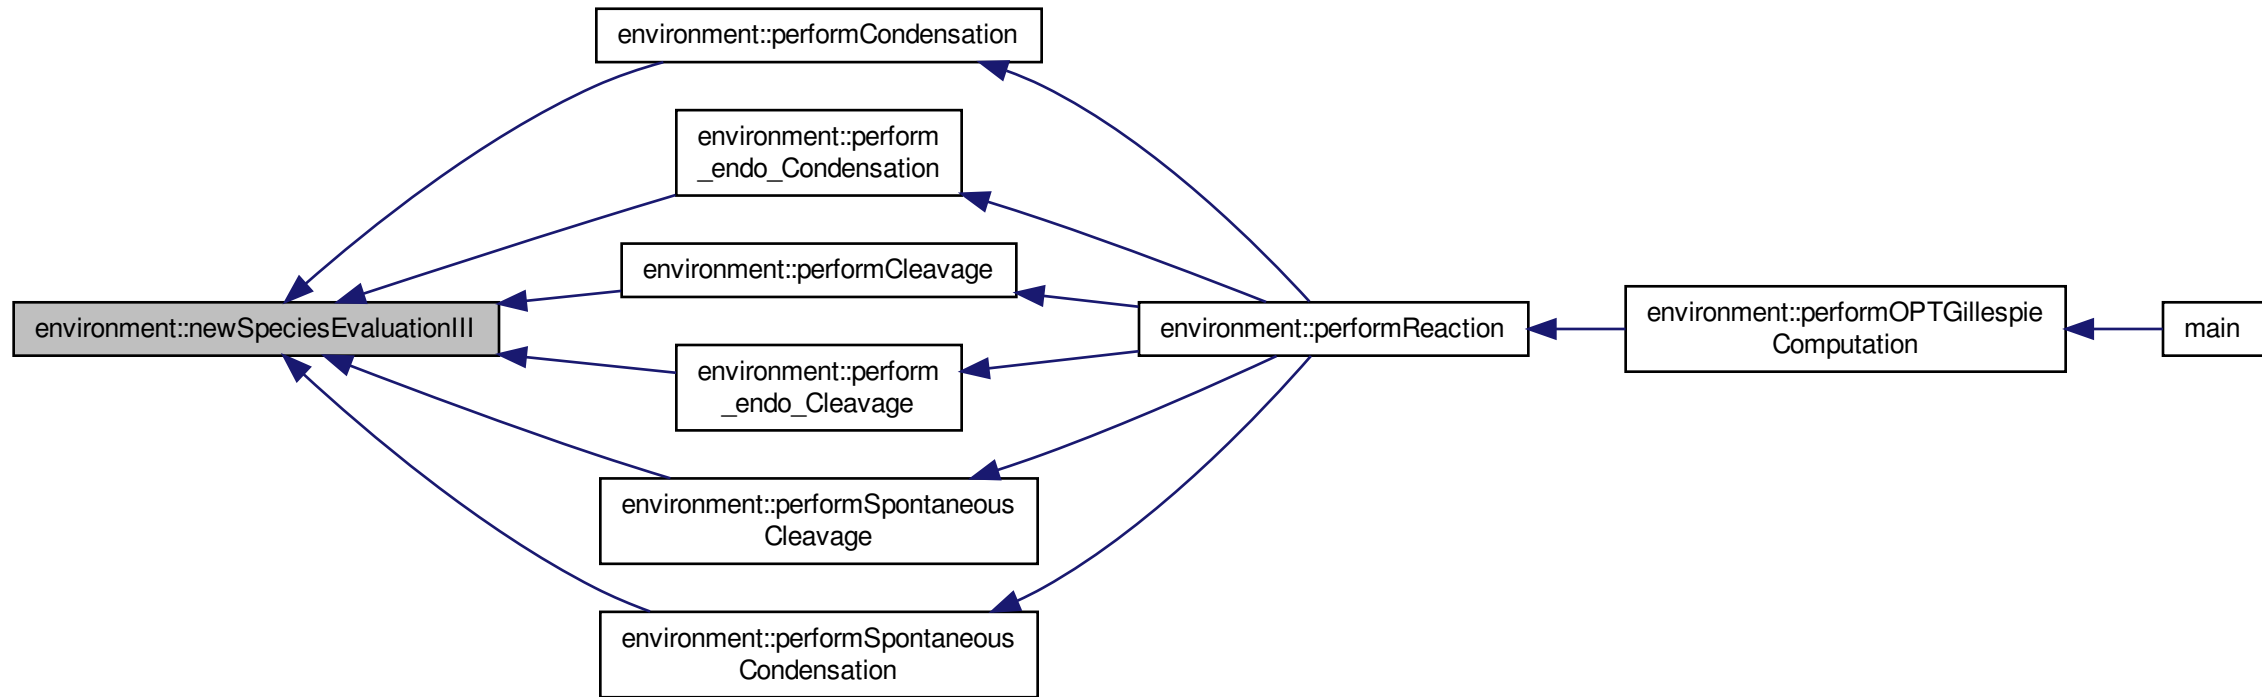 environment::performCondensation
environment::perform
_endo_Condensation
environment::performCleavage
environment::newSpeciesEvaluationIII
environment::performReaction
environment::performOPTGillespie
Computation
main
environment::perform
_endo_Cleavage
environment::performSpontaneous
Cleavage
environment::performSpontaneous
Condensation